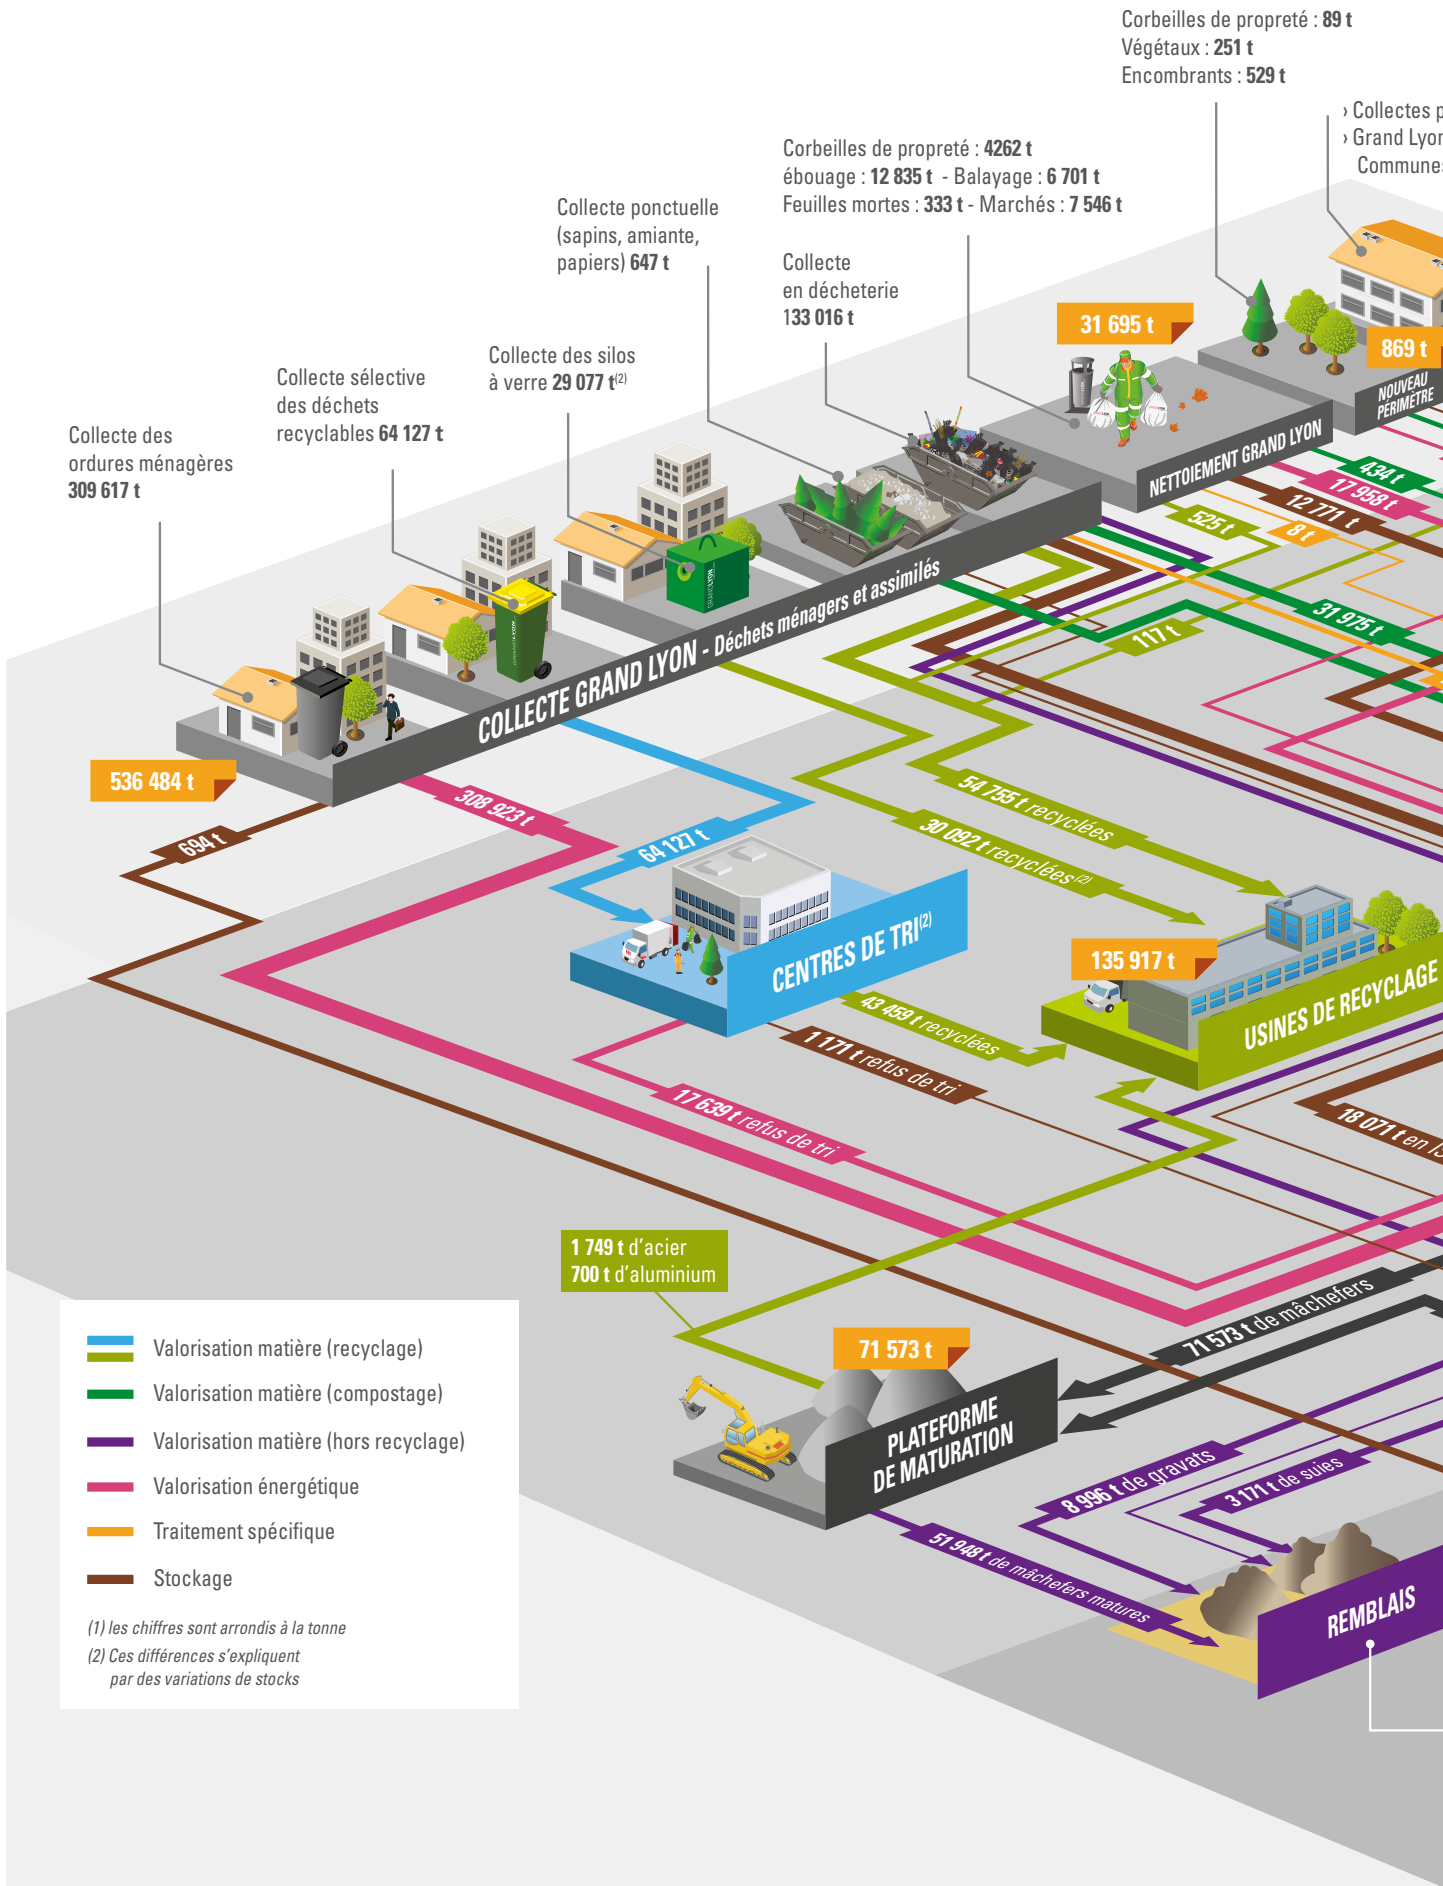 Corbeilles de propreté : 89 t
Végétaux : 251 t
Encombrants : 529 t
› Collectes p
› Grand Lyon
Communes
Corbeilles de propreté : 4262 t
ébouage : 12 835 t - Balayage : 6 701 t
Feuilles mortes : 333 t - Marchés : 7 546 t
Collecte ponctuelle
(sapins, amiante,
papiers) 647 t
Collecte
en décheterie
133 016 t
Collecte des silos
à verre 29 077 t(2)
Collecte sélective
des déchets
recyclables 64 127 t
Collecte des
ordures ménagères
309 617 t
31 695 t
869 t
NOUVEAU
PÉRIMÈTRE
NETTOIEMENT GRAND LYON
COLLECTE GRAND LYON - Déchets ménagers et assimilés
536 484 t
434 t
17 958 t
12 771 t
525 t
8 t
31 975 t
117 t
694 t
308 923 t
64 127 t
54 755 t recyclées
30 092 t recyclées(2)
CENTRES DE TRI(2)
135 917 t
USINES DE RECYCLAGE
43 459 t recyclées
1 171 t refus de tri
17 639 t refus de tri
18 071 t en IS
1 749 t d'acier
700 t d'aluminium
71 573 t de mâchefers
71 573 t
PLATEFORME
DE MATURATION
8 996 t de gravats
3 171 t de suies
51 948 t de mâchefers matures
REMBLAIS
Valorisation matière (recyclage)
Valorisation matière (compostage)
Valorisation matière (hors recyclage)
Valorisation énergétique
Traitement spécifique
Stockage
(1) les chiffres sont arrondis à la tonne
(2) Ces différences s'expliquent
par des variations de stocks
GRANDLYON
GRANDLYON